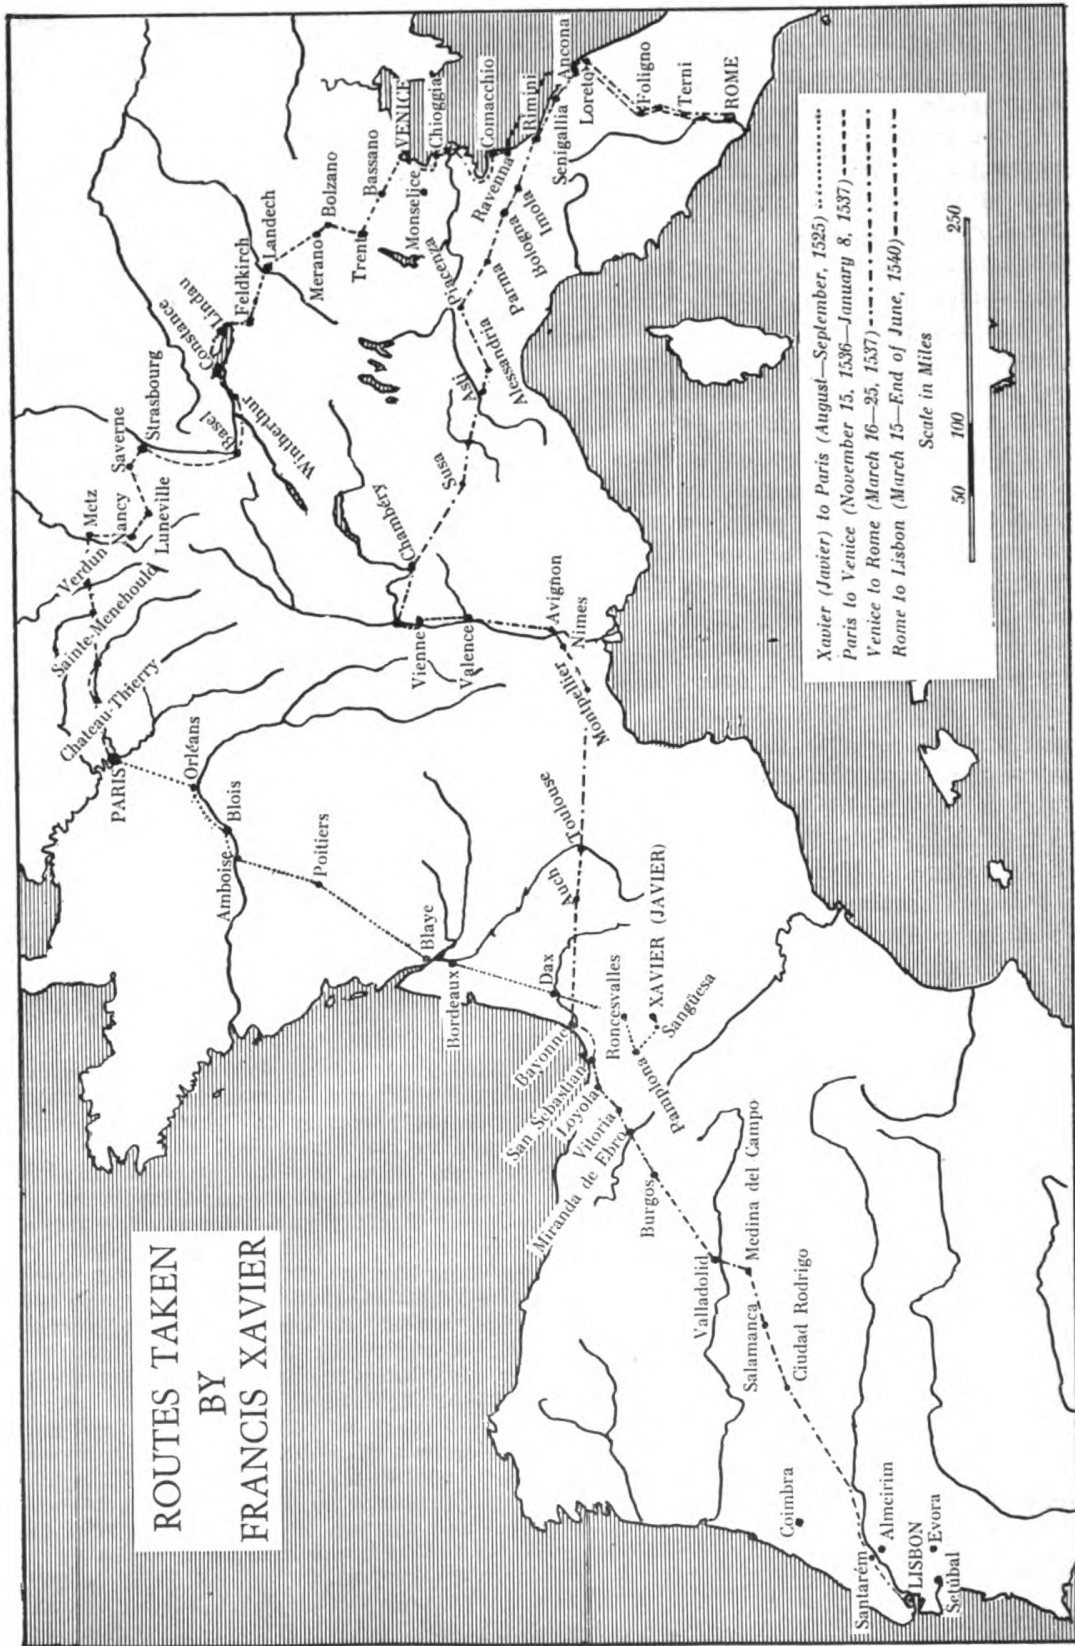 ROUTES TAKEN
BY
FRANCIS XAVIER
PARIS
Chateau-Thierry
Sainte-Menehould
Verdun
Metz
Nancy
Luneville
Saverne
Strasbourg
Basel
Wintherthur
Constance
Lindau
Feldkirch
Landech
Merano
Bolzano
Trent
Bassano
VENICE
Monselice
Chioggia
Comacchio
Ravenna
Rimini
Senigallia
Ancona
Loreto
Foligno
Terni
ROME
Imola
Bologna
Parma
Piacenza
Alessandria
Asti
Susa
Chambéry
Vienne
Valence
Avignon
Nimes
Montpellier
Toulouse
Auch
Orléans
Blois
Amboise
Poitiers
Blaye
Bordeaux
Dax
Bayonne
San Sebastian
Loyola
Vitoria
Miranda de Ebro
Roncesvalles
XAVIER (JAVIER)
Sangüesa
Pamplona
Burgos
Valladolid
Medina del Campo
Salamanca
Ciudad Rodrigo
Coimbra
Santarém
Almeirim
LISBON
Evora
Setúbal
Xavier (Javier) to Paris (August—September, 1525)
Paris to Venice (November 15, 1536—January 8, 1537)
Venice to Rome (March 16—25, 1537)
Rome to Lisbon (March 15—End of June, 1540)
Scale in Miles
50 100 250